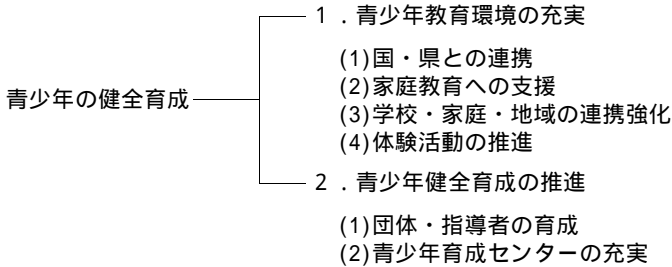 1．青少年教育環境の充実
(1)国・県との連携
(2)家庭教育への支援
青少年の健全育成
(3)学校・家庭・地域の連携強化
(4)体験活動の推進
2．青少年健全育成の推進
(1)団体・指導者の育成
(2)青少年育成センターの充実